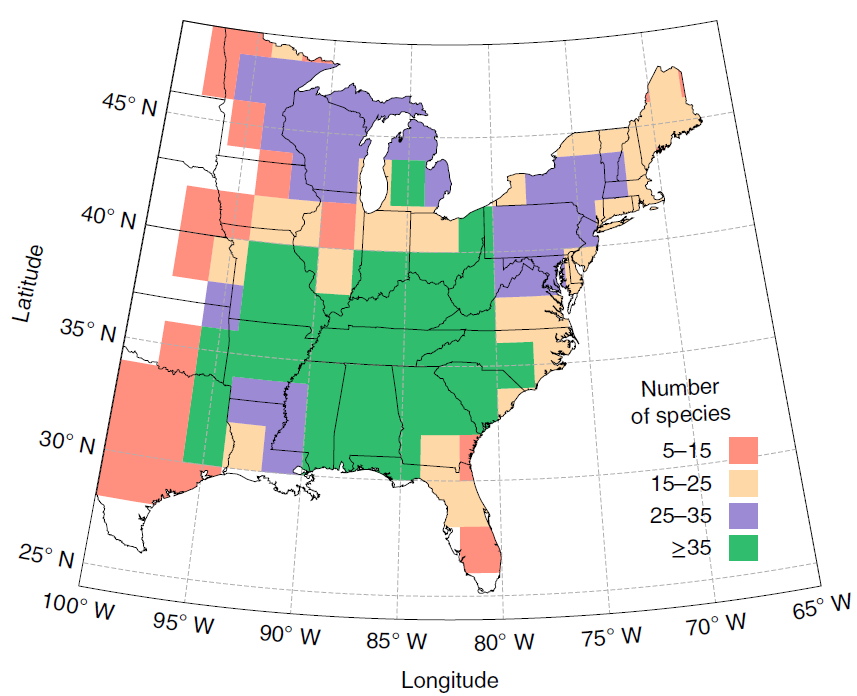 45° N
40° N
35° N
30° N
25° N
Latitude
100° W
95° W
90° W
85° W
80° W
75° W
70° W
65° W
Longitude
Number
of species
5–15
15–25
25–35
≥35